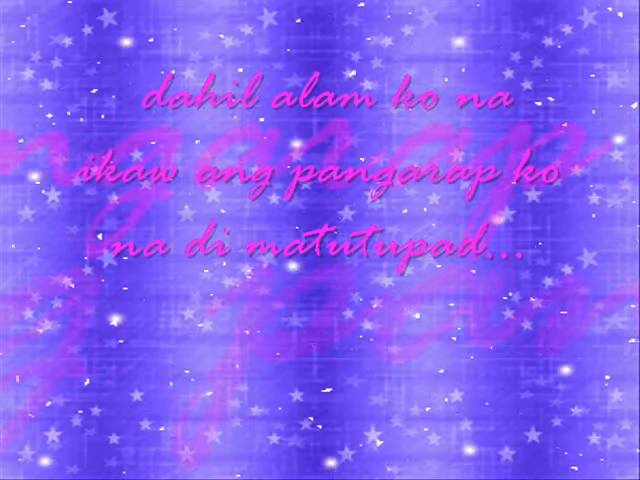 dahil alam ko na
ikaw ang pangarap ko
na di matutupad...